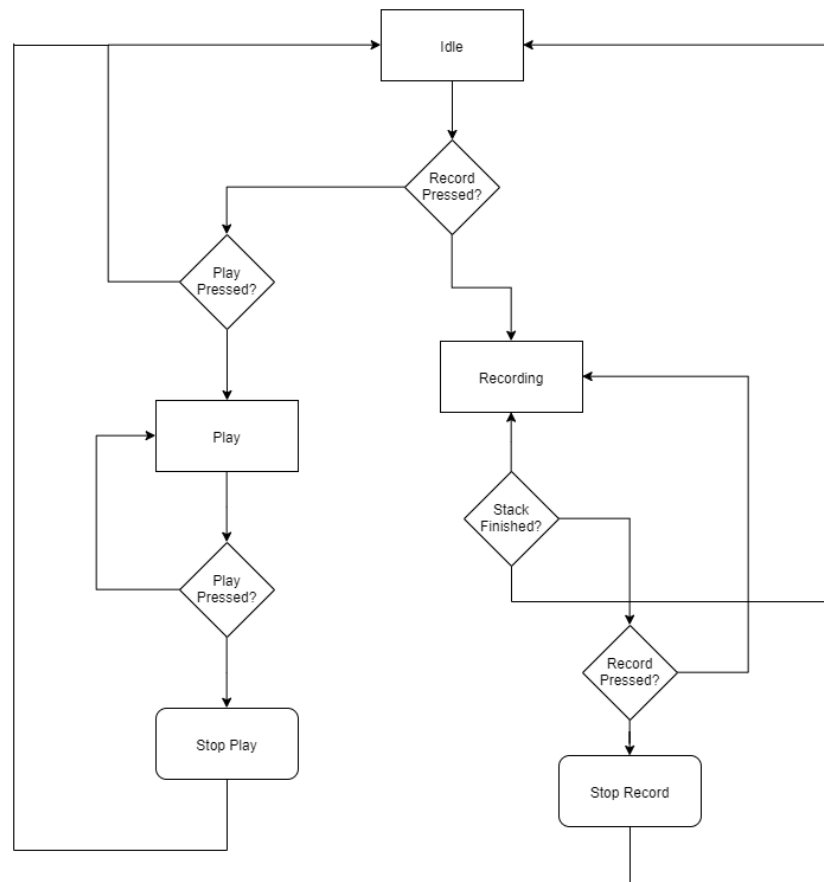 Idle
Record
Pressed?
Play
Pressed?
Recording
Play
Stack
Finished?
Play
Pressed?
Record
Pressed?
Stop Play
Stop Record